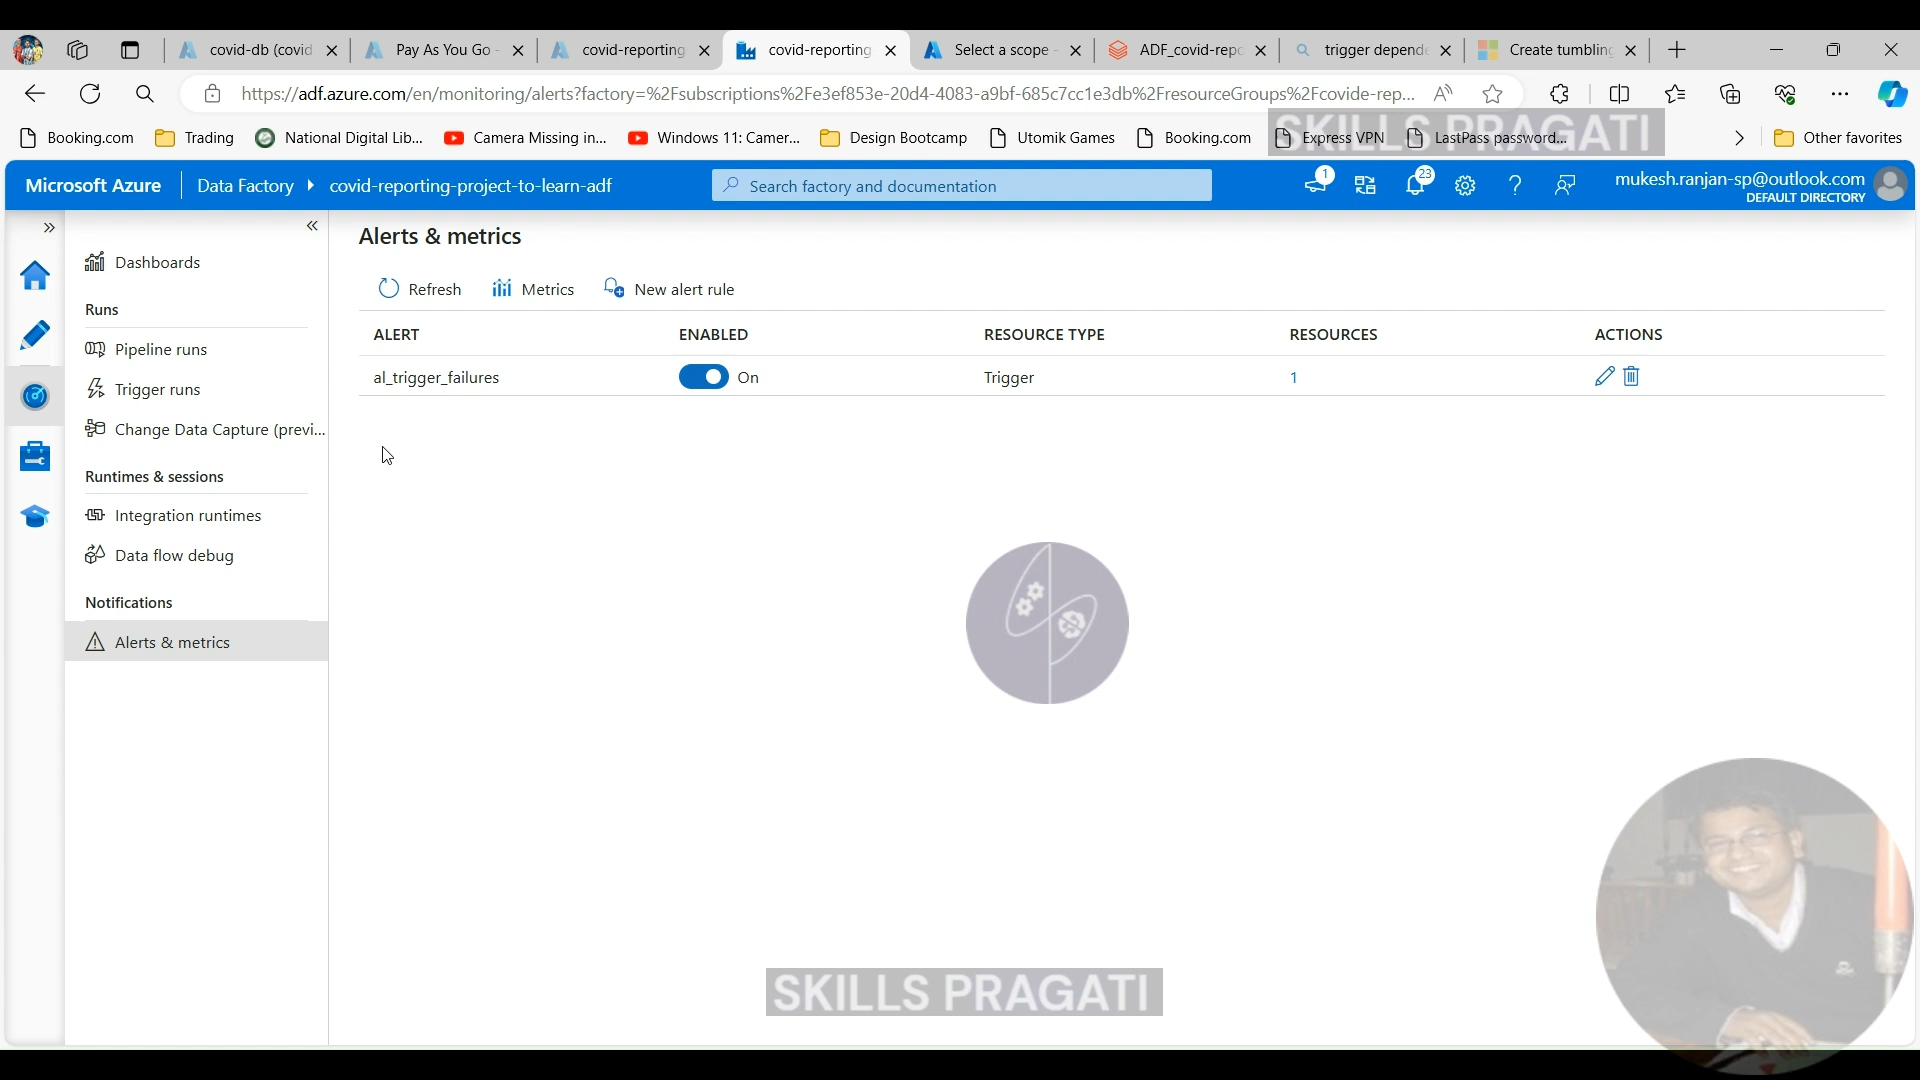 covid-db (covid
Pay As You Go -
covid-reporting
covid-reporting
Select a scope -
ADF_covid-repo
trigger depende
Create tumbling
https://adf.azure.com/en/monitoring/alerts?factory=%2Fsubscriptions%2Fe3ef853e-20d4-4083-a9bf-685c7cc1e3db%2FresourceGroups%2Fcovide-rep...
Booking.com
Trading
National Digital Lib...
Camera Missing in...
Windows 11: Camer...
Design Bootcamp
Utomik Games
Booking.com
Express VPN
LastPass password...
Other favorites
SKILLS PRAGATI
Microsoft Azure
Data Factory
covid-reporting-project-to-learn-adf
Search factory and documentation
1
23
mukesh.ranjan-sp@outlook.com
DEFAULT DIRECTORY
Dashboards
Runs
Pipeline runs
Trigger runs
Change Data Capture (previ...
Runtimes & sessions
Integration runtimes
Data flow debug
Notifications
Alerts & metrics
Alerts & metrics
Refresh
Metrics
New alert rule
ALERT ENABLED RESOURCE TYPE RESOURCES ACTIONS
al_trigger_failures On Trigger 1
SKILLS PRAGATI